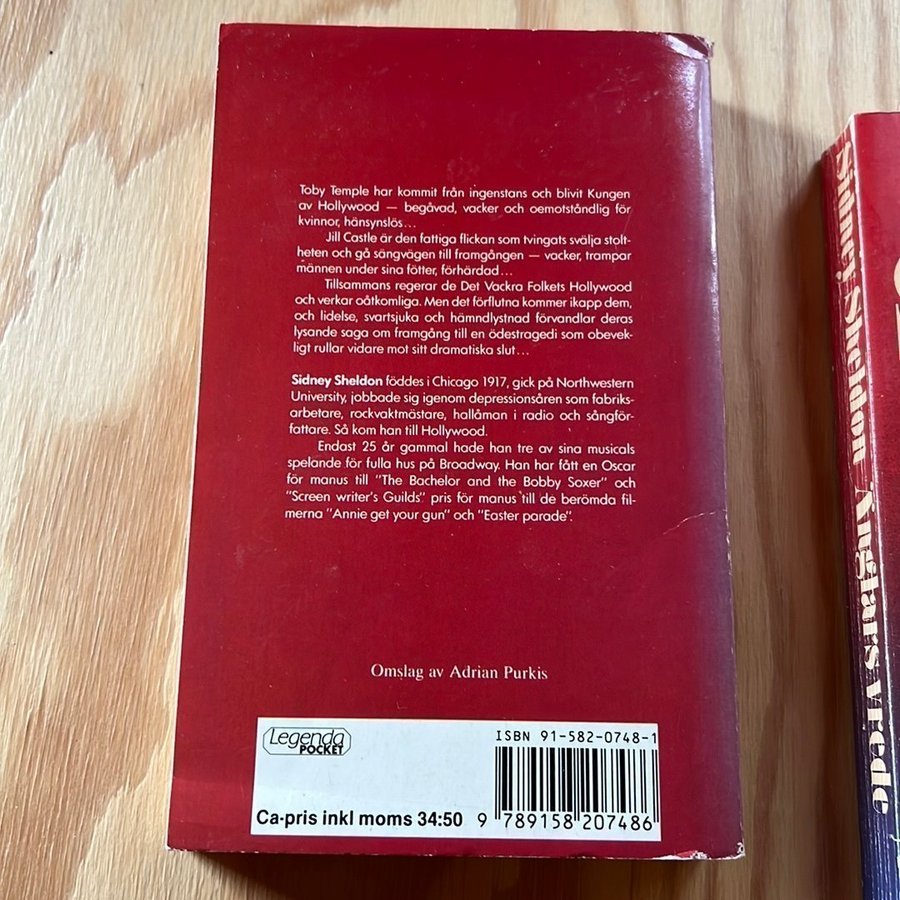 Toby Temple har kommit från ingenstans och blivit Kungen
av Hollywood — begåvad, vacker och oemotståndlig för
kvinnor, hänsynslös...
Jill Castle är den fattiga flickan som tvingats svälja stolt-
heten och gå sängvägen till framgången — vacker, trampar
männen under sina fötter, förhärdad...
Tillsammans regerar de Det Vackra Folkets Hollywood
och verkar oåtkomliga. Men det förflutna kommer ikapp dem,
och lidelse, svartsjuka och hämndlystnad förvandlar deras
lysande saga om framgång till en ödestragedi som obevek-
ligt rullar vidare mot sitt dramatiska slut...
Sidney Sheldon föddes i Chicago 1917, gick på Northwestern
University, jobbade sig igenom depressionsåren som fabriks-
arbetare, rockvaktmästare, hallåman i radio och sångför-
fattare. Så kom han till Hollywood.
Endast 25 år gammal hade han tre av sina musicals
spelande för fulla hus på Broadway. Han har fått en Oscar
för manus till "The Bachelor and the Bobby Soxer" och
"Screen writer's Guilds" pris för manus till de berömda fil-
merna "Annie get your gun" och "Easter parade".
Omslag av Adrian Purkis
Legenda
POCKET
ISBN 91-582-0748-1
Ca-pris inkl moms 34:50
9 789158 207486
Sidney Sheldon Änglars vrede